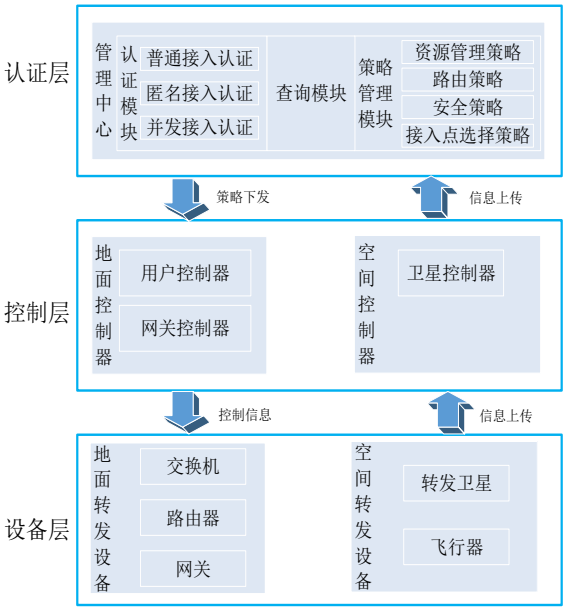 认证层
管理中心
认证模块
普通接入认证
匿名接入认证
并发接入认证
查询模块
策略管理模块
资源管理策略
路由策略
安全策略
接入点选择策略
策略下发
信息上传
控制层
地面控制器
用户控制器
网关控制器
空间控制器
卫星控制器
控制信息
信息上传
设备层
地面转发设备
交换机
路由器
网关
空间转发设备
转发卫星
飞行器